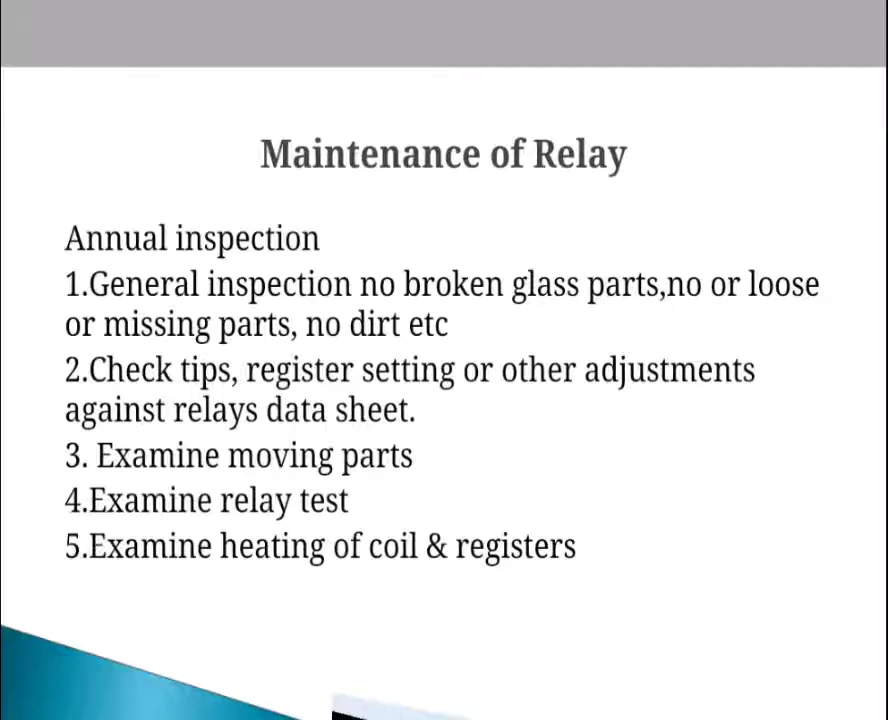 Maintenance of Relay
Annual inspection
1.General inspection no broken glass parts,no or loose
or missing parts, no dirt etc
2.Check tips, register setting or other adjustments
against relays data sheet.
3. Examine moving parts
4.Examine relay test
5.Examine heating of coil & registers